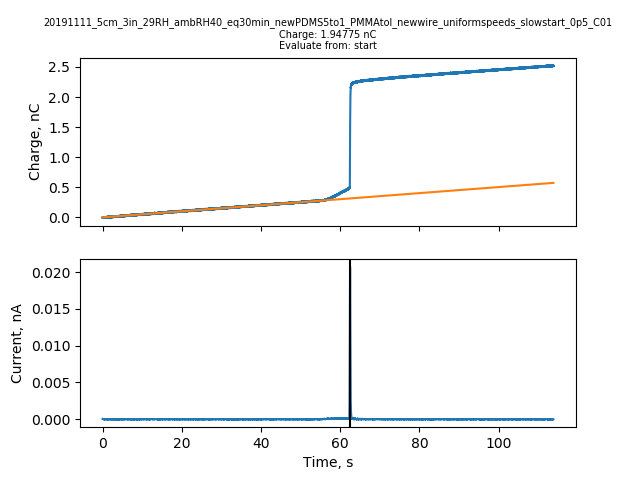 20191111_5cm_3in_29RH_ambRH40_eq30min_newPDMS5to1_PMMAtol_newwire_uniformspeeds_slowstart_0p5_C01
Charge: 1.94775 nC
Evaluate from: start
Charge, nC
2.5
2.0
1.5
1.0
0.5
0.0
Current, nA
0.020
0.015
0.010
0.005
0.000
0 20 40 60 80 100
Time, s